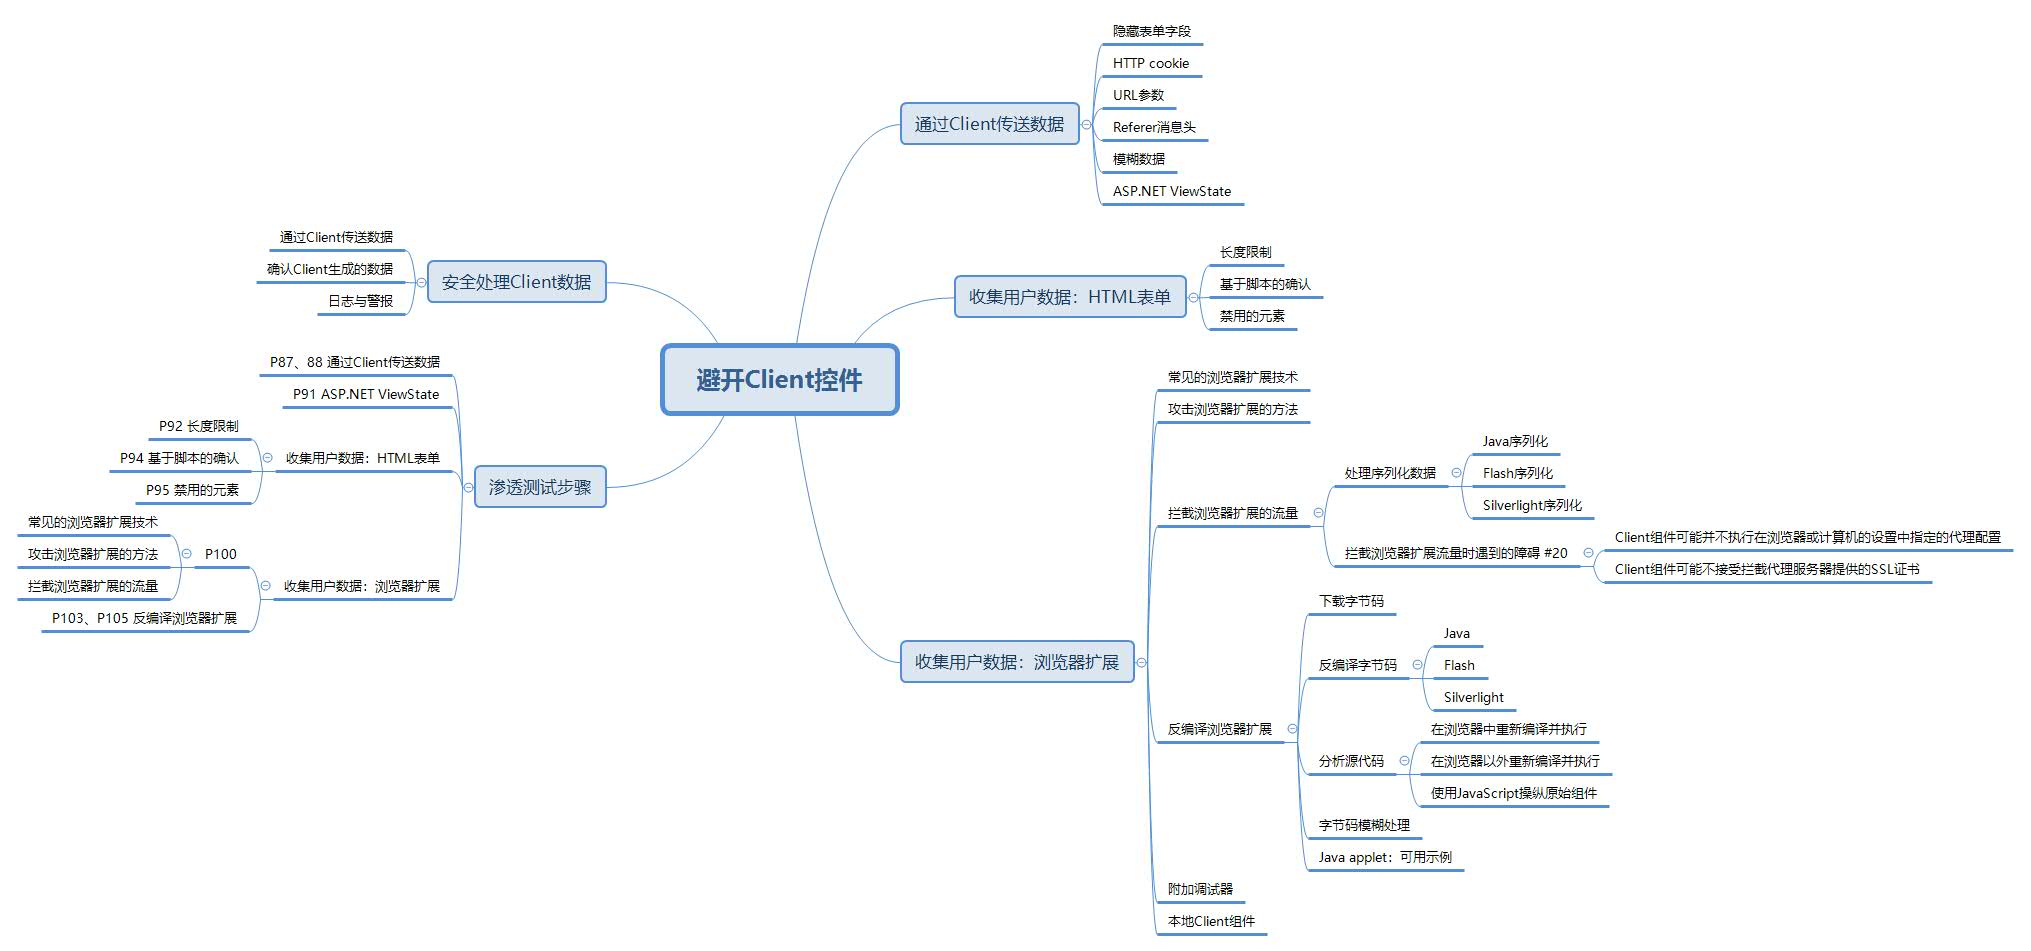 避开Client控件
通过Client传送数据
隐藏表单字段
HTTP cookie
URL参数
Referer消息头
模糊数据
ASP.NET ViewState
收集用户数据：HTML表单
长度限制
基于脚本的确认
禁用的元素
收集用户数据：浏览器扩展
常见的浏览器扩展技术
攻击浏览器扩展的方法
拦截浏览器扩展的流量
处理序列化数据
Java序列化
Flash序列化
Silverlight序列化
拦截浏览器扩展流量时遇到的障碍 #20
Client组件可能并不执行在浏览器或计算机的设置中指定的代理配置
Client组件可能不接受拦截代理服务器提供的SSL证书
反编译浏览器扩展
下载字节码
反编译字节码
Java
Flash
Silverlight
分析源代码
在浏览器中重新编译并执行
在浏览器以外重新编译并执行
使用JavaScript操纵原始组件
字节码模糊处理
Java applet：可用示例
附加调试器
本地Client组件
安全处理Client数据
通过Client传送数据
确认Client生成的数据
日志与警报
渗透测试步骤
P87、88 通过Client传送数据
P91 ASP.NET ViewState
收集用户数据：HTML表单
P92 长度限制
P94 基于脚本的确认
P95 禁用的元素
收集用户数据：浏览器扩展
P100
常见的浏览器扩展技术
攻击浏览器扩展的方法
拦截浏览器扩展的流量
P103、P105 反编译浏览器扩展